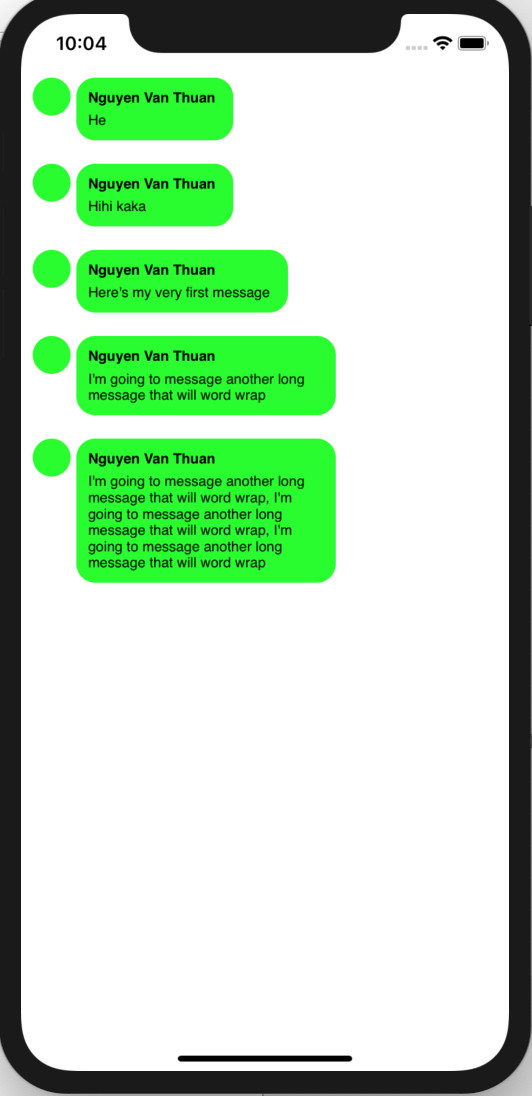 10:04
Nguyen Van Thuan
He
Nguyen Van Thuan
Hihi kaka
Nguyen Van Thuan
Here's my very first message
Nguyen Van Thuan
I'm going to message another long
message that will word wrap
Nguyen Van Thuan
I'm going to message another long
message that will word wrap, I'm
going to message another long
message that will word wrap, I'm
going to message another long
message that will word wrap